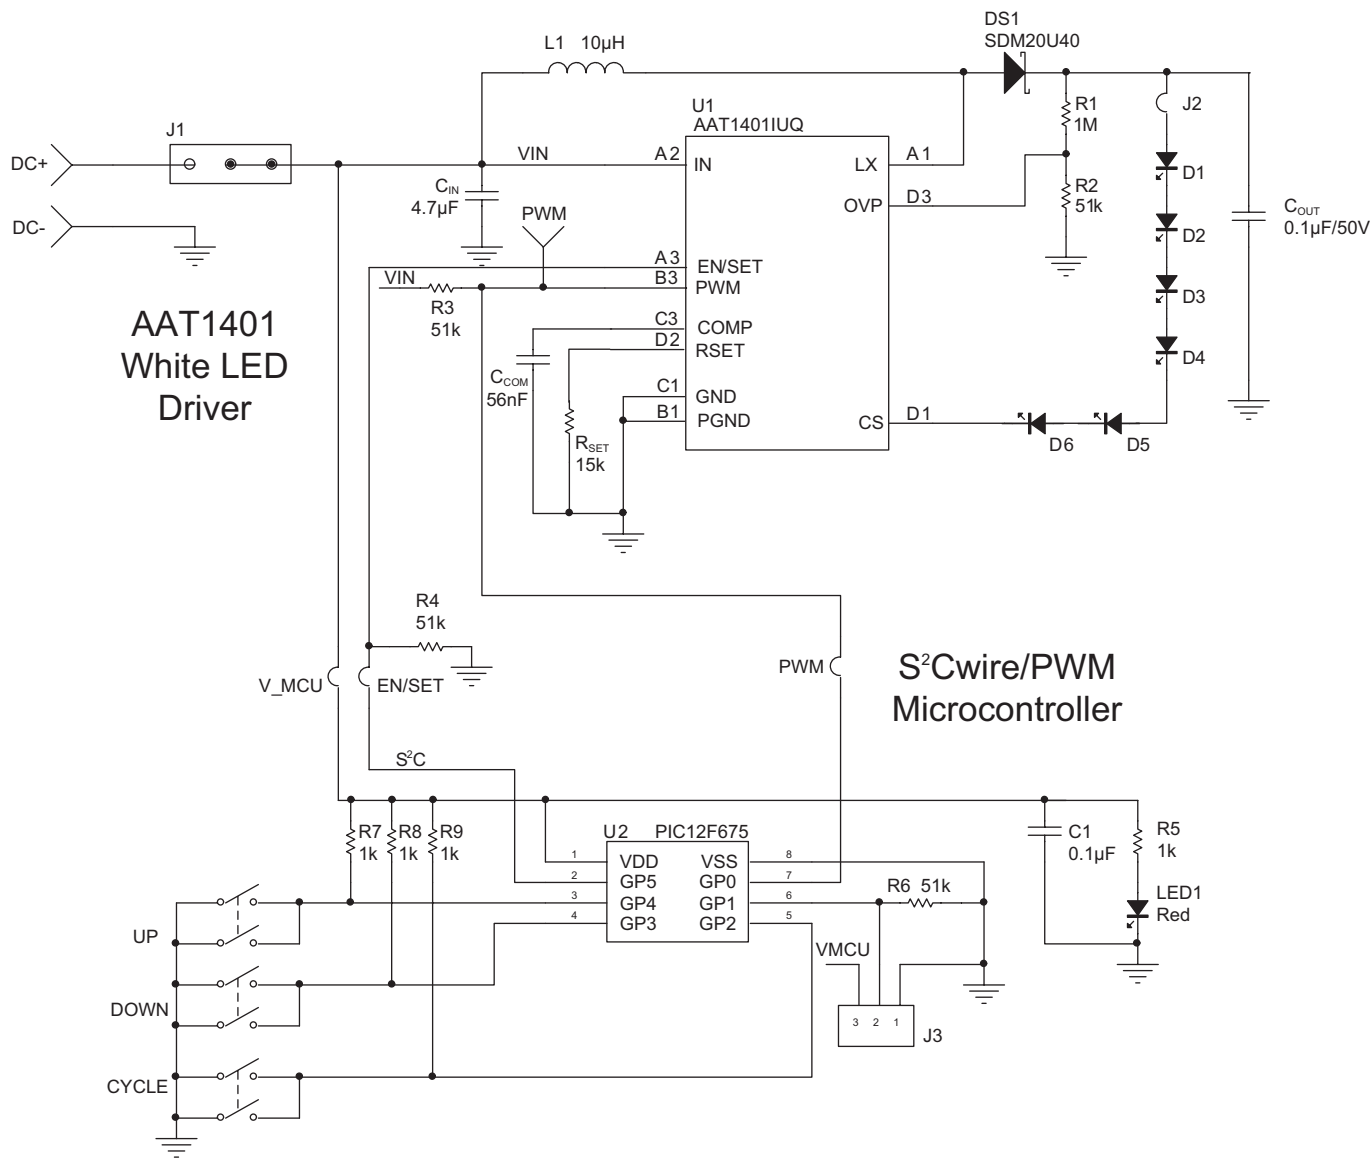 DS1
SDM20U40
L1 10µH
U1
AAT1401IUQ
R1
1M
J2
J1
DC+
VIN
A2
IN
LX
A1
D1
C_IN
4.7µF
PWM
OVP
D3
R2
51k
C_OUT
0.1µF/50V
DC-
D2
A3
EN/SET
VIN
B3
PWM
D3
R3
51k
AAT1401
White LED
Driver
C3
COMP
D2
RSET
D4
C_COM
56nF
C1
GND
B1
PGND
CS
D1
D6
D5
R_SET
15k
R4
51k
PWM
S²Cwire/PWM
Microcontroller
V_MCU
EN/SET
S²C
R7
1k
R8
1k
R9
1k
U2 PIC12F675
C1
0.1µF
R5
1k
1
VDD
VSS
8
2
GP5
GP0
7
R6 51k
3
GP4
GP1
6
4
GP3
GP2
5
LED1
Red
UP
VMCU
DOWN
3 2 1
J3
CYCLE